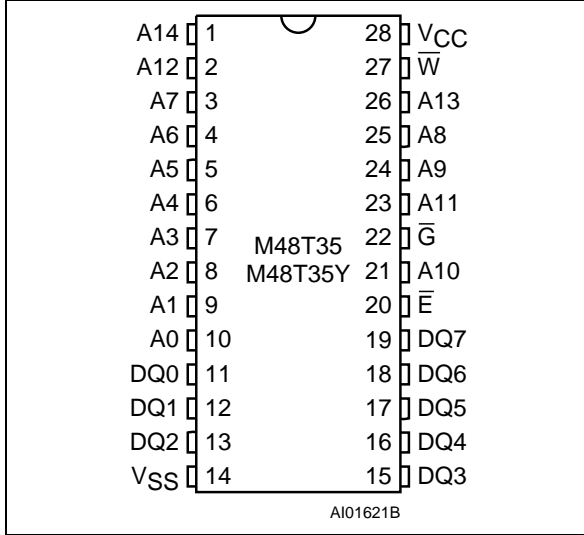 A14 1 28 VCC
A12 2 27 W̅
A7 3 26 A13
A6 4 25 A8
A5 5 24 A9
A4 6 23 A11
A3 7 M48T35 22 G̅
A2 8 M48T35Y 21 A10
A1 9 20 E̅
A0 10 19 DQ7
DQ0 11 18 DQ6
DQ1 12 17 DQ5
DQ2 13 16 DQ4
VSS 14 15 DQ3
AI01621B